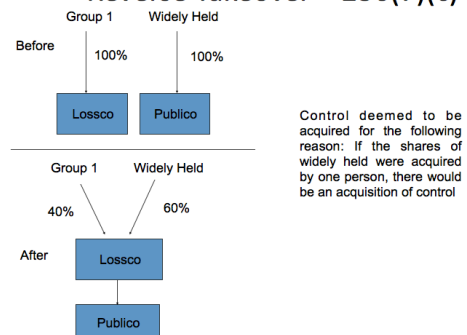 Group 1 Widely Held
Before
100% 100%
Lossco Publico
Control deemed to be
acquired for the following
reason: If the shares of
widely held were acquired
by one person, there would
be an acquisition of control
Group 1 Widely Held
40% 60%
After
Lossco
Publico